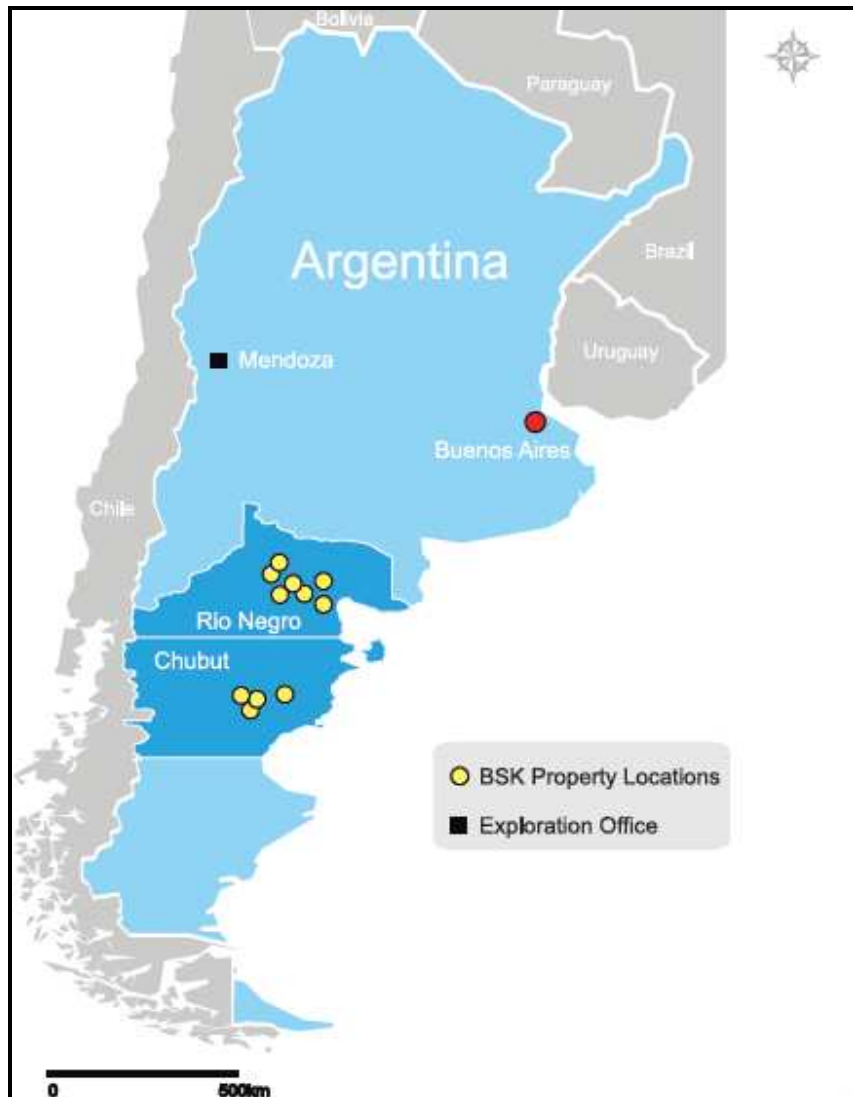 Bolivia
Paraguay
Argentina
Brazil
Mendoza
Uruguay
Buenos Aires
Chile
Rio Negro
Chubut
BSK Property Locations
Exploration Office
0 500km